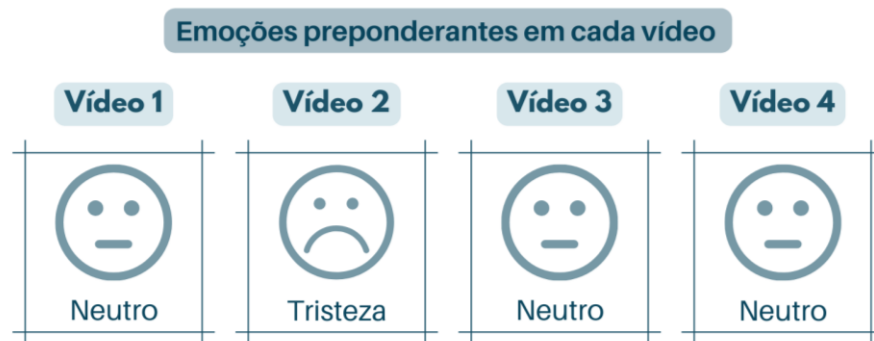 Emoções preponderantes em cada vídeo
Vídeo 1 Vídeo 2 Vídeo 3 Vídeo 4
Neutro Tristeza Neutro Neutro